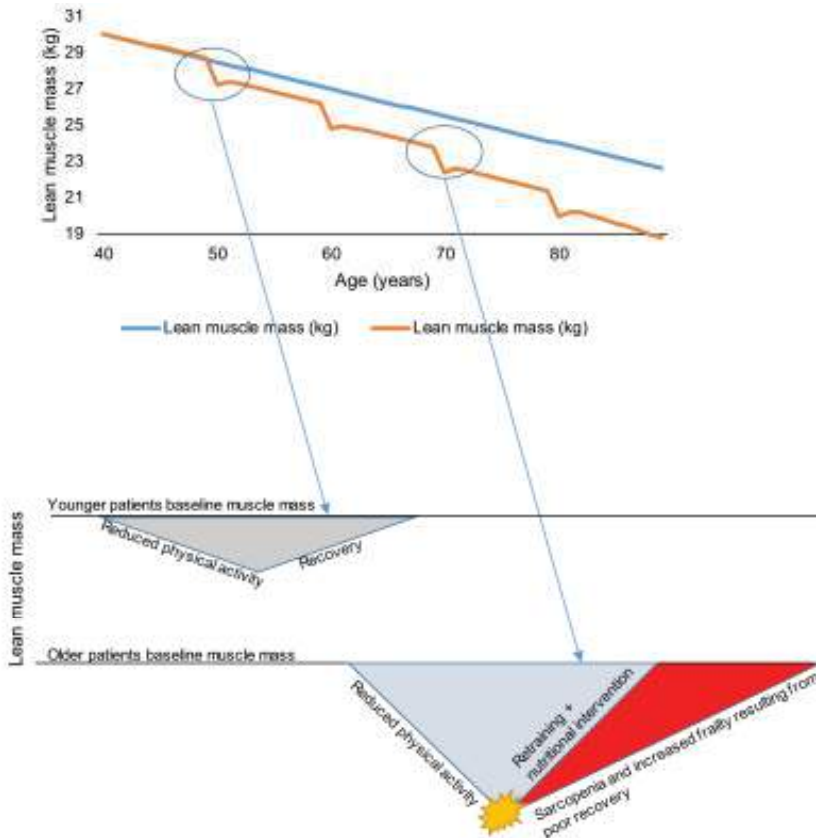 Lean muscle mass (kg)
31
29
27
25
23
21
19
40
50
60
70
80
Age (years)
Lean muscle mass (kg)
Lean muscle mass (kg)
Lean muscle mass
Younger patients baseline muscle mass
Reduced physical activity
Recovery
Older patients baseline muscle mass
Reduced physical activity
Retraining +
nutritional intervention
Sarcopenia and increased frailty resulting from
poor recovery